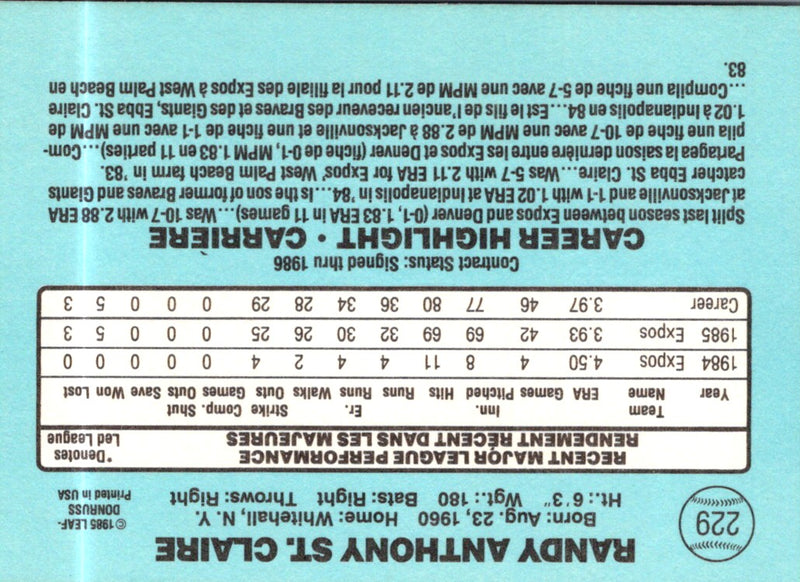 229
RANDY ANTHONY ST. CLAIRE
Born: Aug. 23, 1960 Home: Whitehall, N. Y.
Ht.: 6'3" Wgt.: 180 Bats: Right Throws: Right
©1985 LEAF-
DONRUSS
Printed in USA
RECENT MAJOR LEAGUE PERFORMANCE
RENDEMENT RÉCENT DANS LES MAJEURES
*Denotes
Led League
Team Inn. Er. Strike Comp. Shut
Year Name ERA Games Pitched Hits Runs Runs Walks Outs Games Outs Save Won Lost
1984 Expos 4.50 4 8 11 4 4 2 4 0 0 0 0 0
1985 Expos 3.93 42 69 69 32 30 26 25 0 0 0 5 3
Career 3.97 46 77 80 36 34 28 29 0 0 0 5 3
Contract Status: Signed thru 1986
CAREER HIGHLIGHT • CARRIÈRE
Split last season between Expos and Denver (0-1, 1.83 ERA in 11 games)...Was 10-7 with 2.88 ERA
at Jacksonville and 1-1 with 1.02 ERA at Indianapolis in '84...Is the son of former Braves and Giants
catcher Ebba St. Claire...Was 5-7 with 2.11 ERA for Expos' West Palm Beach farm in '83.
Partagea la saison dernière entre les Expos et Denver (fiche de 0-1, MPM 1.83 en 11 parties)...Com-
pila une fiche de 10-7 avec une MPM de 2.88 à Jacksonville et une fiche de 1-1 avec une MPM de
1.02 à Indianapolis en 84...Est le fils de l'ancien receveur des Braves et des Giants, Ebba St. Claire
...Compila une fiche de 5-7 avec une MPM de 2.11 pour la filiale des Expos à West Palm Beach en
83.